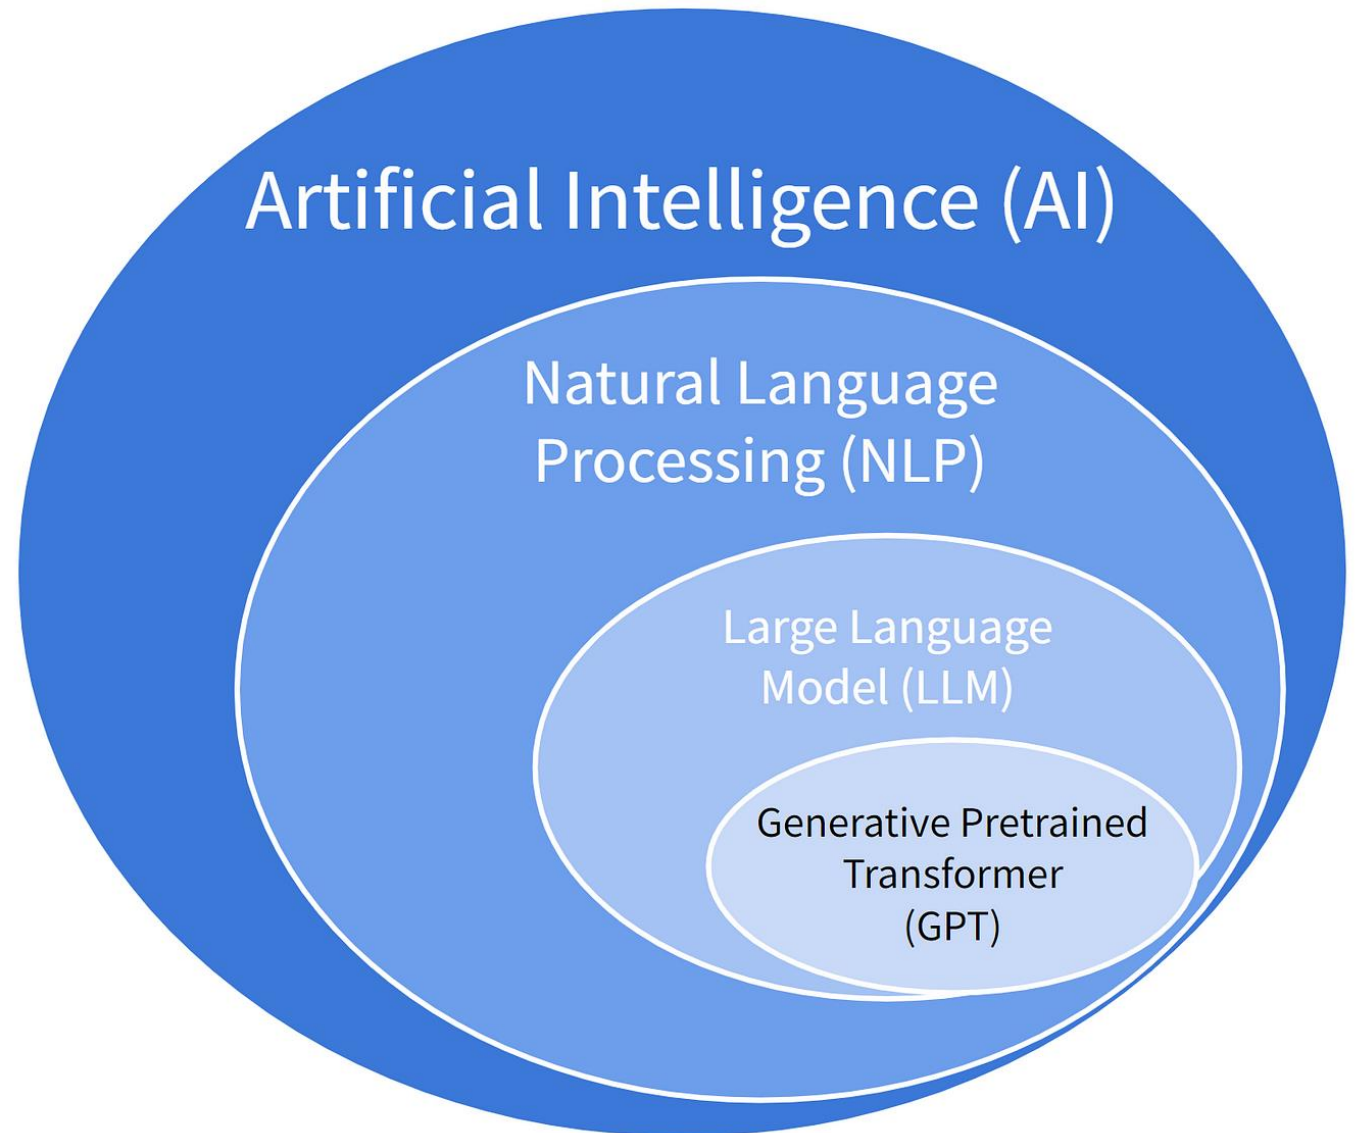 Artificial Intelligence (AI)
Natural Language
Processing (NLP)
Large Language
Model (LLM)
Generative Pretrained
Transformer
(GPT)